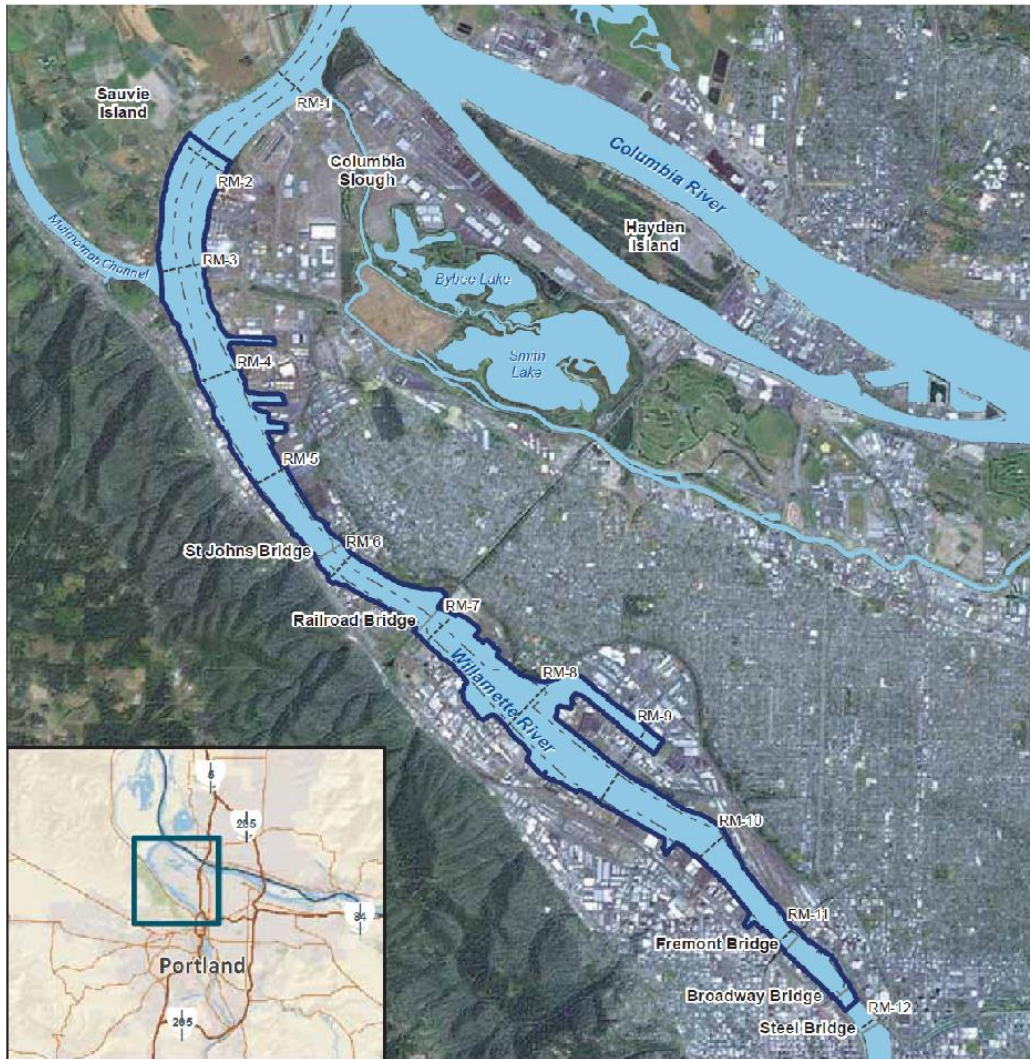 Sauvie
Island
RM-1
Columbia
Slough
RM-2
Columbia River
Hayden
Island
Multnomah Channel
RM-3
Bybee Lake
Smith
Lake
RM-4
RM-5
St Johns Bridge
RM-6
Railroad Bridge
RM-7
Willamette River
RM-8
RM-9
RM-10
RM-11
Fremont Bridge
Broadway Bridge
RM-12
Steel Bridge
5
205
84
Portland
205